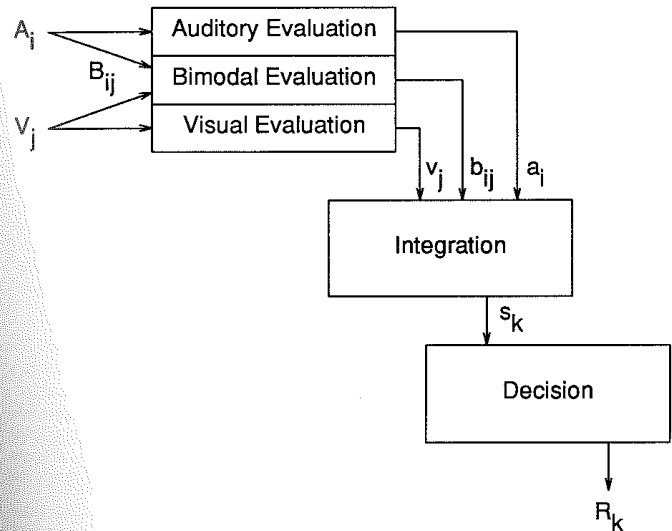 A_i
Auditory Evaluation
B_ij
Bimodal Evaluation
V_j
Visual Evaluation
v_j b_ij a_i
Integration
s_k
Decision
R_k